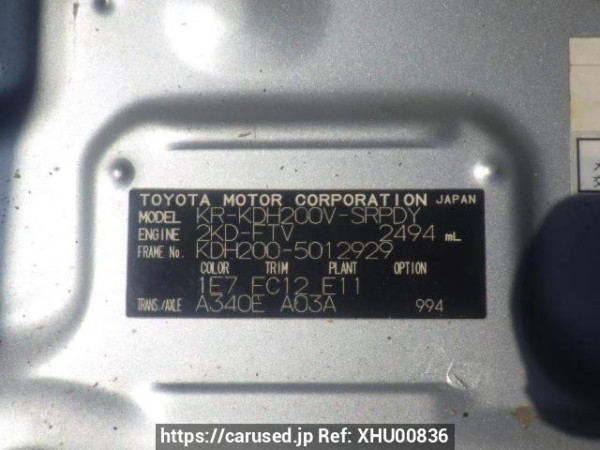 TOYOTA MOTOR CORPORATION JAPAN
MODEL KR-KDH200V-SRPDY
ENGINE 2KD-FTV 2494 mL
FRAME No. KDH200-5012929
COLOR TRIM PLANT OPTION
1E7 FC12 E11
TRANS./AXLE A340E A03A 994
https://carused.jp Ref: XHU00836